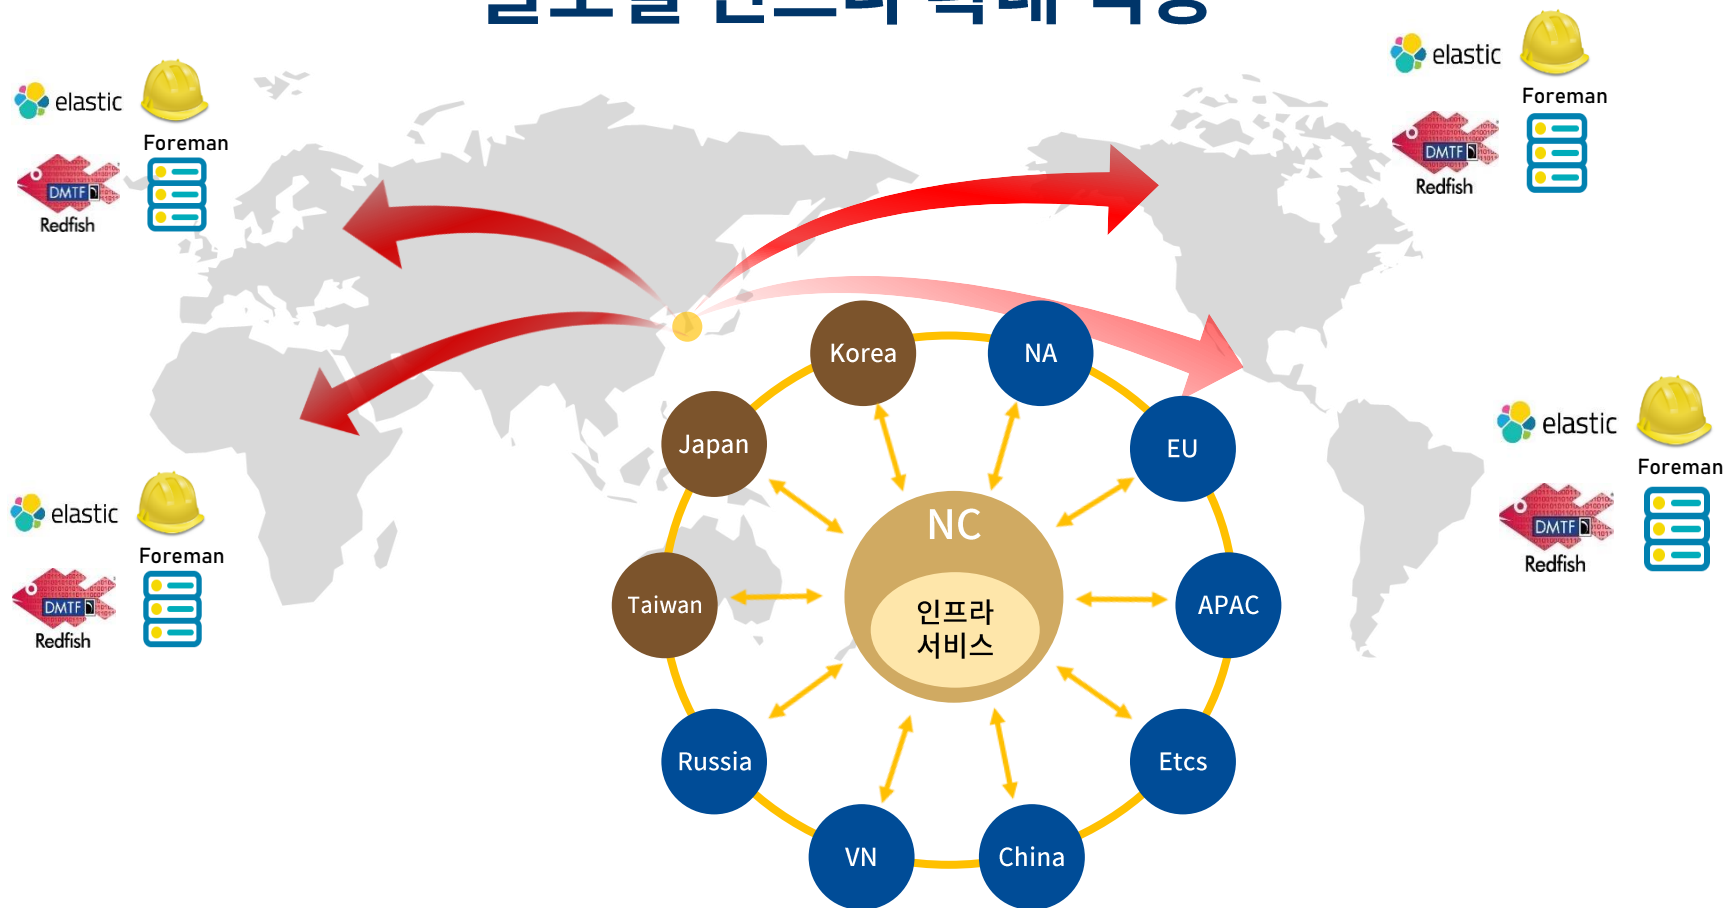 elastic
Foreman
DMTF
Redfish
elastic
Foreman
DMTF
Redfish
Korea
NA
Japan
EU
NC
인프라
서비스
Taiwan
APAC
Russia
Etcs
VN
China
elastic
Foreman
DMTF
Redfish
elastic
Foreman
DMTF
Redfish